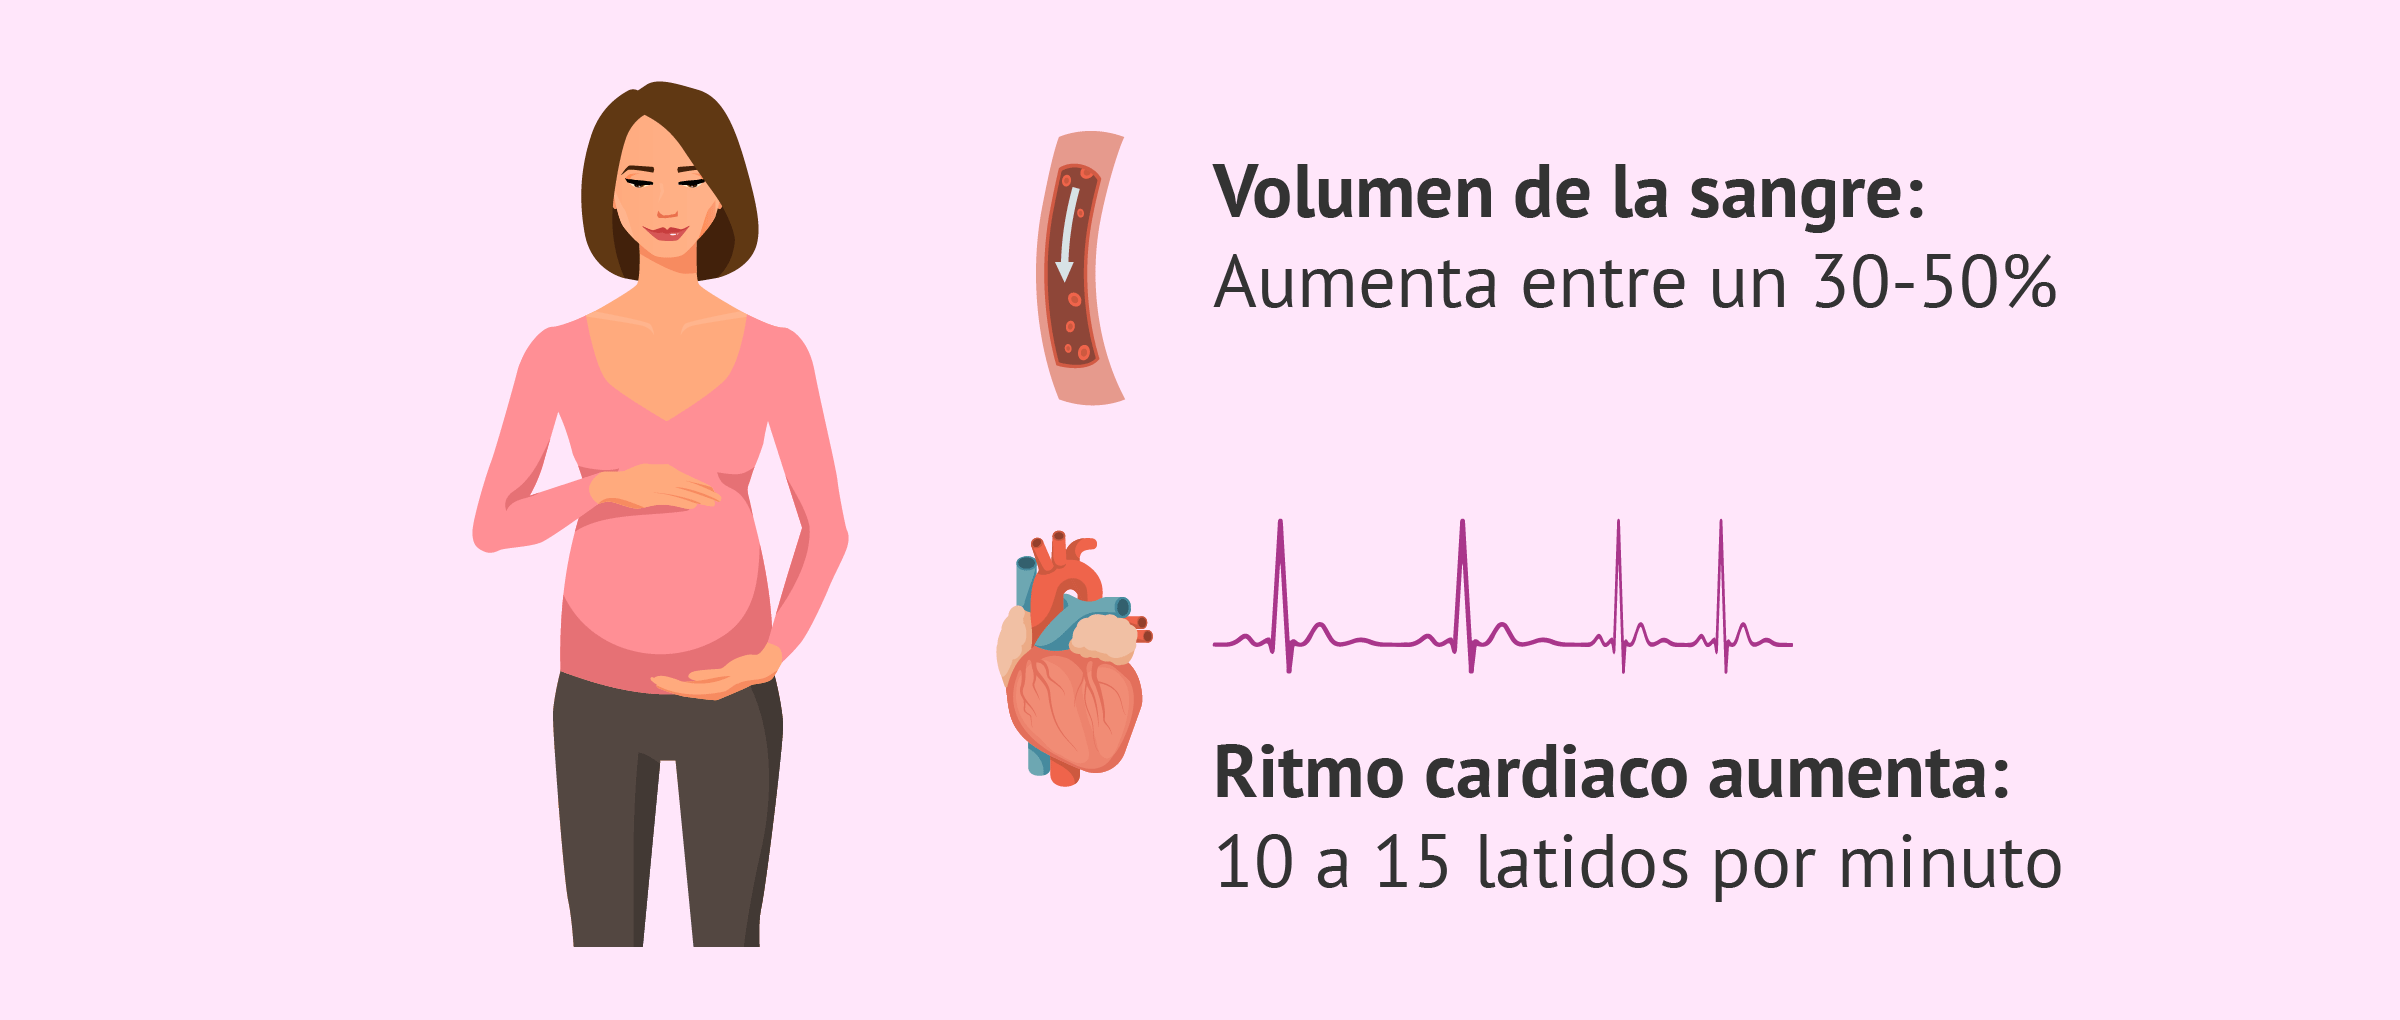 Volumen de la sangre:
Aumenta entre un 30-50%
Ritmo cardiaco aumenta:
10 a 15 latidos por minuto